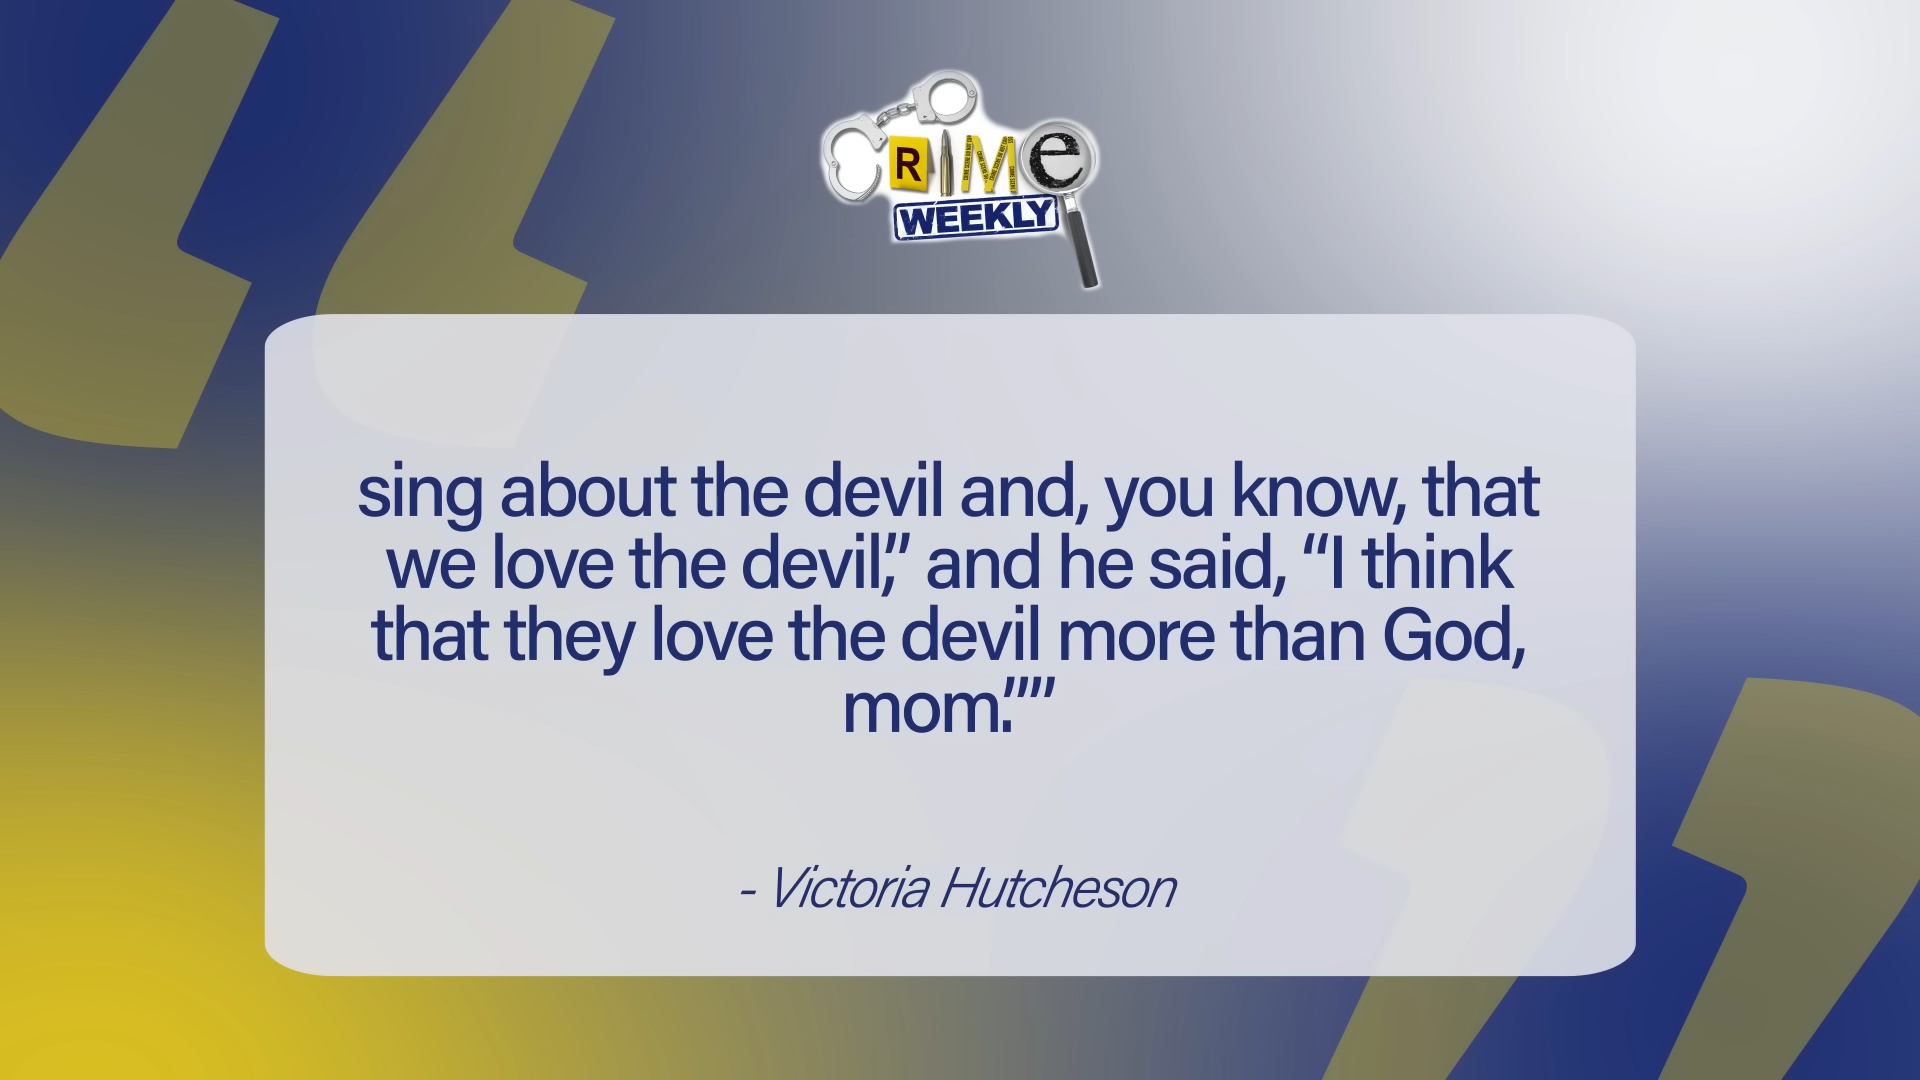 CRIMe
WEEKLY
sing about the devil and, you know, that
we love the devil,” and he said, “I think
that they love the devil more than God,
mom.””
- Victoria Hutcheson